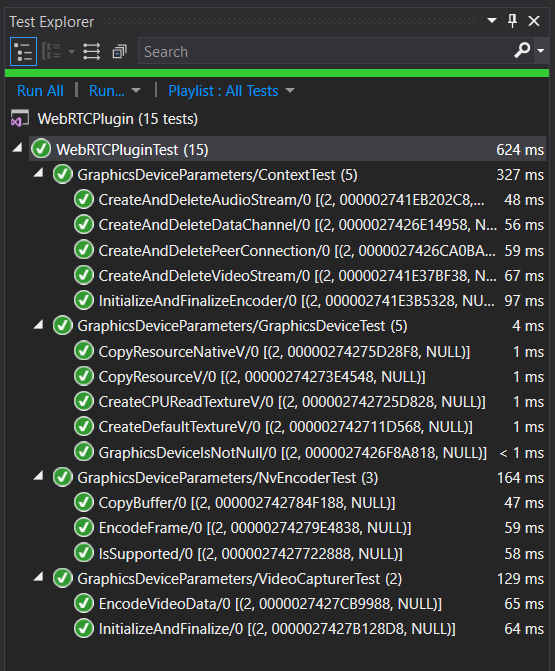 Test Explorer
Search
Run All | Run... | Playlist : All Tests
WebRTCPlugin (15 tests)
WebRTCPluginTest (15) 624 ms
GraphicsDeviceParameters/ContextTest (5) 327 ms
CreateAndDeleteAudioStream/0 [(2, 000002741EB202C8,... 48 ms
CreateAndDeleteDataChannel/0 [(2, 0000027426E14958, N... 56 ms
CreateAndDeletePeerConnection/0 [(2, 0000027426CA0BA... 59 ms
CreateAndDeleteVideoStream/0 [(2, 000002741E37BF38, N... 67 ms
InitializeAndFinalizeEncoder/0 [(2, 000002741E3B5328, NU... 97 ms
GraphicsDeviceParameters/GraphicsDeviceTest (5) 4 ms
CopyResourceNativeV/0 [(2, 00000274275D28F8, NULL)] 1 ms
CopyResourceV/0 [(2, 00000274273E4548, NULL)] 1 ms
CreateCPUReadTextureV/0 [(2, 000002742725D828, NULL)] 1 ms
CreateDefaultTextureV/0 [(2, 000002742711D568, NULL)] 1 ms
GraphicsDeviceIsNotNull/0 [(2, 0000027426F8A818, NULL)] < 1 ms
GraphicsDeviceParameters/NvEncoderTest (3) 164 ms
CopyBuffer/0 [(2, 000002742784F188, NULL)] 47 ms
EncodeFrame/0 [(2, 00000274279E4838, NULL)] 59 ms
IsSupported/0 [(2, 0000027427722888, NULL)] 58 ms
GraphicsDeviceParameters/VideoCapturerTest (2) 129 ms
EncodeVideoData/0 [(2, 0000027427CB9988, NULL)] 65 ms
InitializeAndFinalize/0 [(2, 0000027427B128D8, NULL)] 64 ms